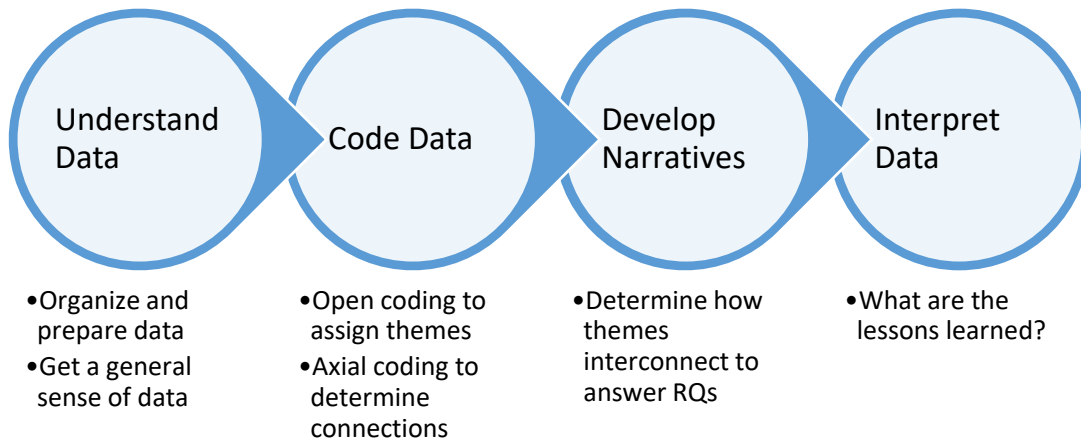 Understand
Data
•Organize and
prepare data
•Get a general
sense of data
Code Data
•Open coding to
assign themes
•Axial coding to
determine
connections
Develop
Narratives
•Determine how
themes
interconnect to
answer RQs
Interpret
Data
•What are the
lessons learned?